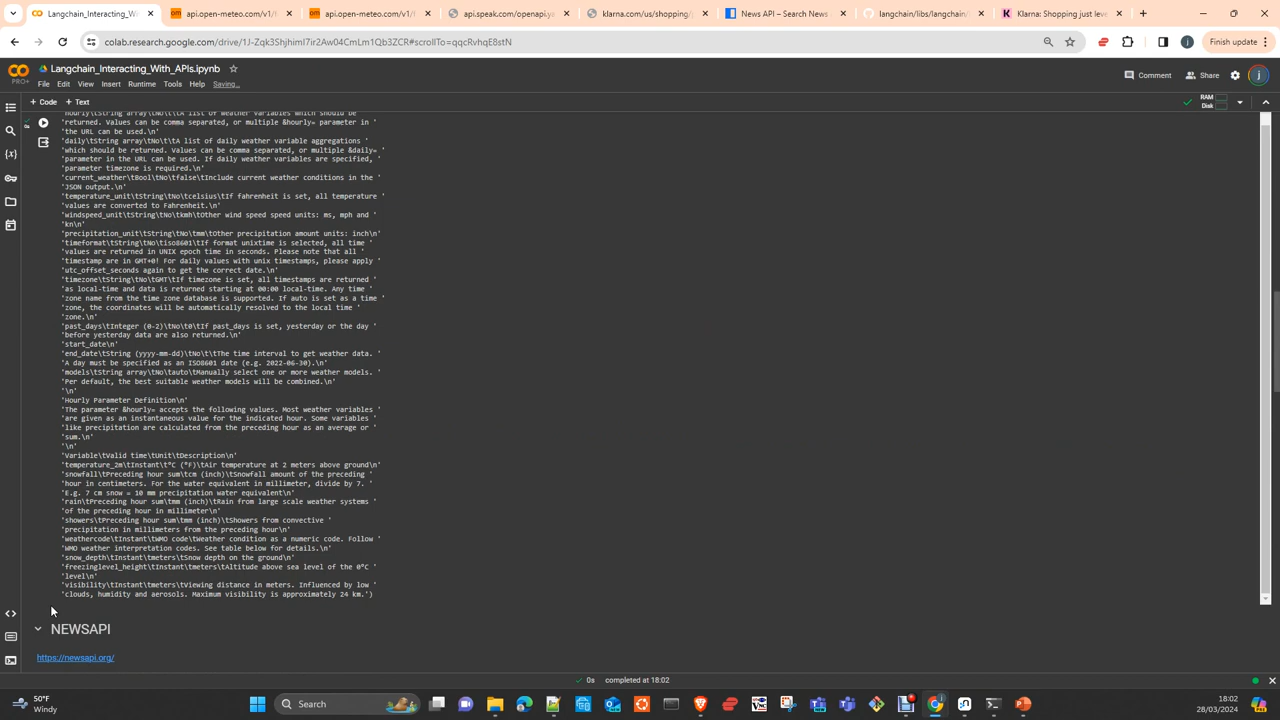 Langchain_Interacting_Wi
api.open-meteo.com/v1/f
api.open-meteo.com/v1/f
api.speak.com/openapi.ya
klarna.com/us/shopping/
News API – Search News
langchain/libs/langchain/
Klarna: Shopping just leve
colab.research.google.com/drive/1J-Zqk3Shjhiml7ir2Aw04CmLm1Qb3ZCR#scrollTo=qqcRvhqE8stN
Finish update
PRO+
Langchain_Interacting_With_APIs.ipynb
File Edit View Insert Runtime Tools Help Saving...
Comment
Share
j
+ Code + Text
RAM
Disk
0s
'hourly\tString array\tNo\t\tA list of weather variables which should be '
'returned. Values can be comma separated, or multiple &hourly= parameter in '
'the URL can be used.\n'
'daily\tString array\tNo\t\tA list of daily weather variable aggregations '
'which should be returned. Values can be comma separated, or multiple &daily= '
'parameter in the URL can be used. If daily weather variables are specified, '
'parameter timezone is required.\n'
'current_weather\tBool\tNo\tfalse\tInclude current weather conditions in the '
'JSON output.\n'
'temperature_unit\tString\tNo\tcelsius\tIf fahrenheit is set, all temperature '
'values are converted to Fahrenheit.\n'
'windspeed_unit\tString\tNo\tkmh\tOther wind speed speed units: ms, mph and '
'kn\n'
'precipitation_unit\tString\tNo\tmm\tOther precipitation amount units: inch\n'
'timeformat\tString\tNo\tiso8601\tIf format unixtime is selected, all time '
'values are returned in UNIX epoch time in seconds. Please note that all '
'timestamp are in GMT+0! For daily values with unix timestamps, please apply '
'utc_offset_seconds again to get the correct date.\n'
'timezone\tString\tNo\tGMT\tIf timezone is set, all timestamps are returned '
'as local-time and data is returned starting at 00:00 local-time. Any time '
'zone name from the time zone database is supported. If auto is set as a time '
'zone, the coordinates will be automatically resolved to the local time '
'zone.\n'
'past_days\tInteger (0-2)\tNo\t0\tIf past_days is set, yesterday or the day '
'before yesterday data are also returned.\n'
'start_date\n'
'end_date\tString (yyyy-mm-dd)\tNo\t\tThe time interval to get weather data. '
'A day must be specified as an ISO8601 date (e.g. 2022-06-30).\n'
'models\tString array\tNo\tauto\tManually select one or more weather models. '
'Per default, the best suitable weather models will be combined.\n'
'\n'
'Hourly Parameter Definition\n'
'The parameter &hourly= accepts the following values. Most weather variables '
'are given as an instantaneous value for the indicated hour. Some variables '
'like precipitation are calculated from the preceding hour as an average or '
'sum.\n'
'\n'
'Variable\tValid time\tUnit\tDescription\n'
'temperature_2m\tInstant\t°C (°F)\tAir temperature at 2 meters above ground\n'
'snowfall\tPreceding hour sum\tcm (inch)\tSnowfall amount of the preceding '
'hour in centimeters. For the water equivalent in millimeter, divide by 7. '
'E.g. 7 cm snow = 10 mm precipitation water equivalent\n'
'rain\tPreceding hour sum\tmm (inch)\tRain from large scale weather systems '
'of the preceding hour in millimeter\n'
'showers\tPreceding hour sum\tmm (inch)\tShowers from convective '
'precipitation in millimeters from the preceding hour\n'
'weathercode\tInstant\tWMO code\tWeather condition as a numeric code. Follow '
'WMO weather interpretation codes. See table below for details.\n'
'snow_depth\tInstant\tmeters\tSnow depth on the ground\n'
'freezinglevel_height\tInstant\tmeters\tAltitude above sea level of the 0°C '
'level\n'
'visibility\tInstant\tmeters\tViewing distance in meters. Influenced by low '
'clouds, humidity and aerosols. Maximum visibility is approximately 24 km.')
NEWSAPI
https://newsapi.org/
0s completed at 18:02
50°F
Windy
Search
18:02
28/03/2024